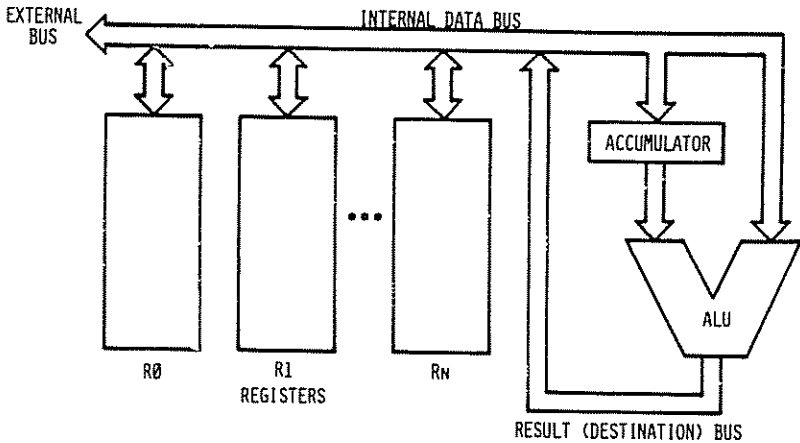 EXTERNAL
BUS
INTERNAL DATA BUS
ACCUMULATOR
ALU
•••
RØ
R1
RN
REGISTERS
RESULT (DESTINATION) BUS